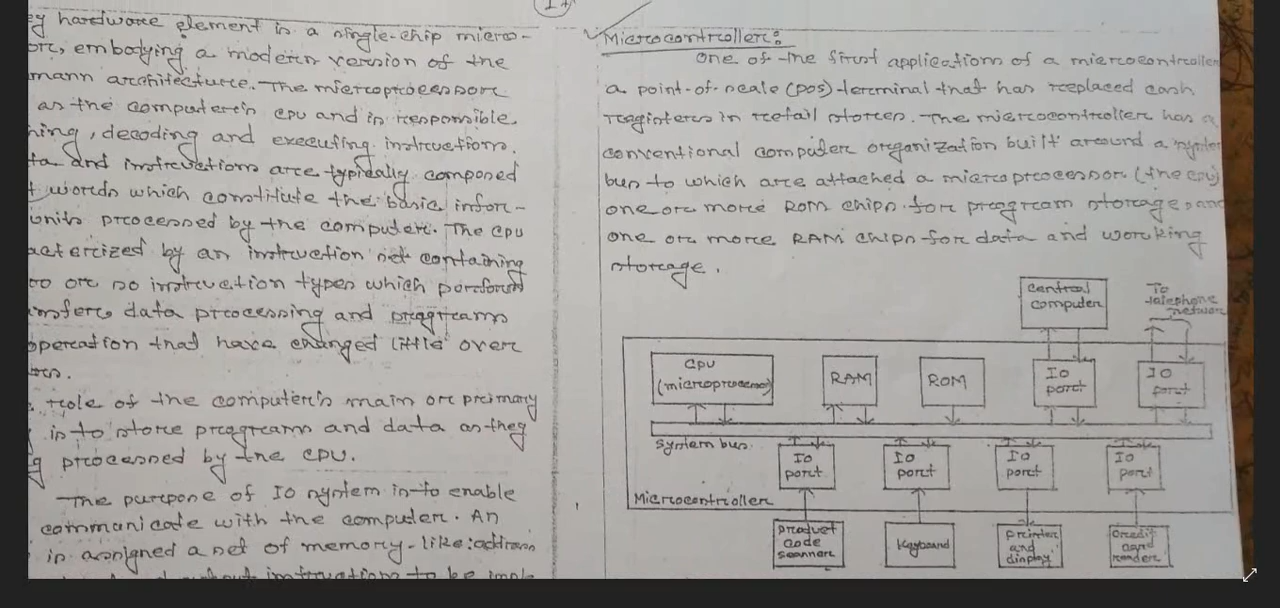 hardware element is a single-chip micro-
embodying a modern version of the
mann architecture. The microprocessor
as the computer's cpu and is responsible
hing, decoding and executing instructions.
ta and instructions are typically composed
t words which constitute the basic infor-
units processed by the computer. The cpu
acterized by an instruction set containing
or so instruction types which perform
data processing and programs
operation that have changed little over
role of the computer's main or primary
is to store programs and data as they
g processed by the cpu.
The purpose of IO system is to enable
communicate with the computer. An
is assigned a set of memory-like address
instructions to be imple
Microcontroller:
one of the first applications of a microcontroller
a point-of-sale (pos) terminal that has replaced cash
registers in retail stores. The microcontroller has a
conventional computer organization built around a system
bus to which are attached a microprocessor (the cpu)
one or more ROM chips for program storage, and
one or more RAM chips for data and working
storage.
central
computer
To
telephone
network
CPU
(microprocessor)
RAM
ROM
IO
port
IO
port
System bus
IO
port
IO
port
IO
port
IO
port
Microcontroller
product
code
scanner
Keyboard
printer
and
display
credit
card
reader